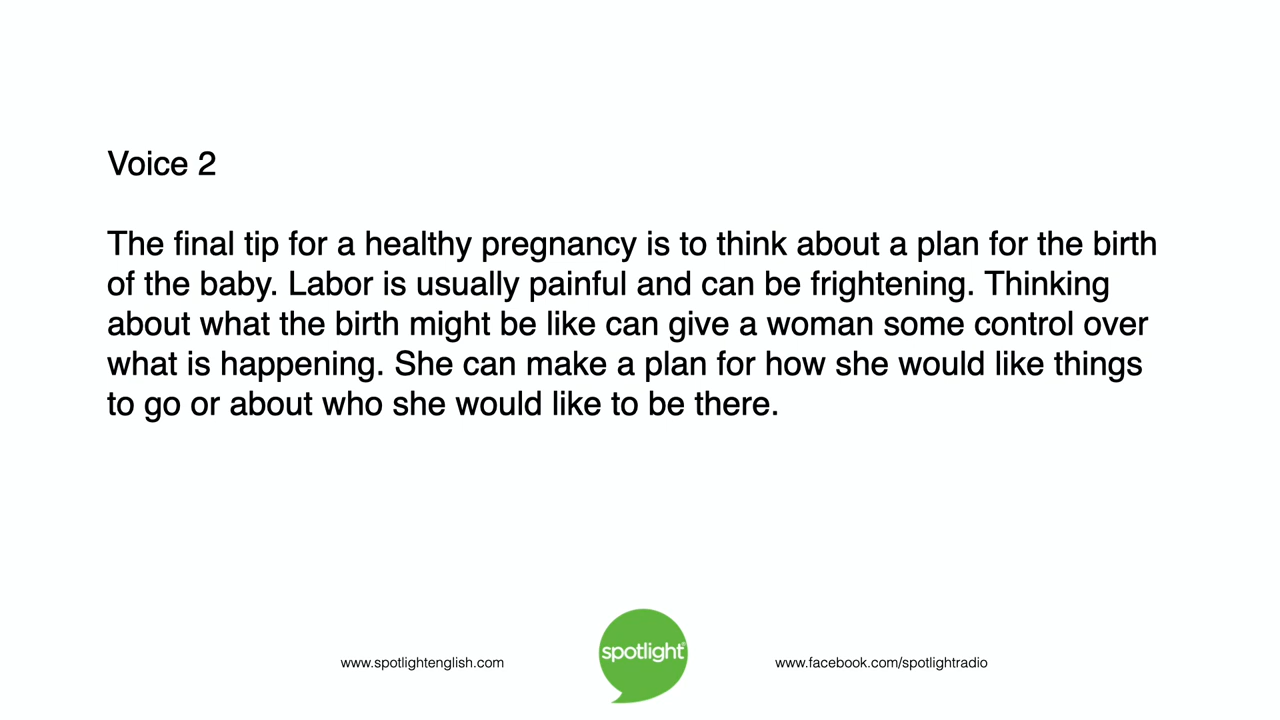 Voice 2
The final tip for a healthy pregnancy is to think about a plan for the birth
of the baby. Labor is usually painful and can be frightening. Thinking
about what the birth might be like can give a woman some control over
what is happening. She can make a plan for how she would like things
to go or about who she would like to be there.
www.spotlightenglish.com
spotlight®
www.facebook.com/spotlightradio